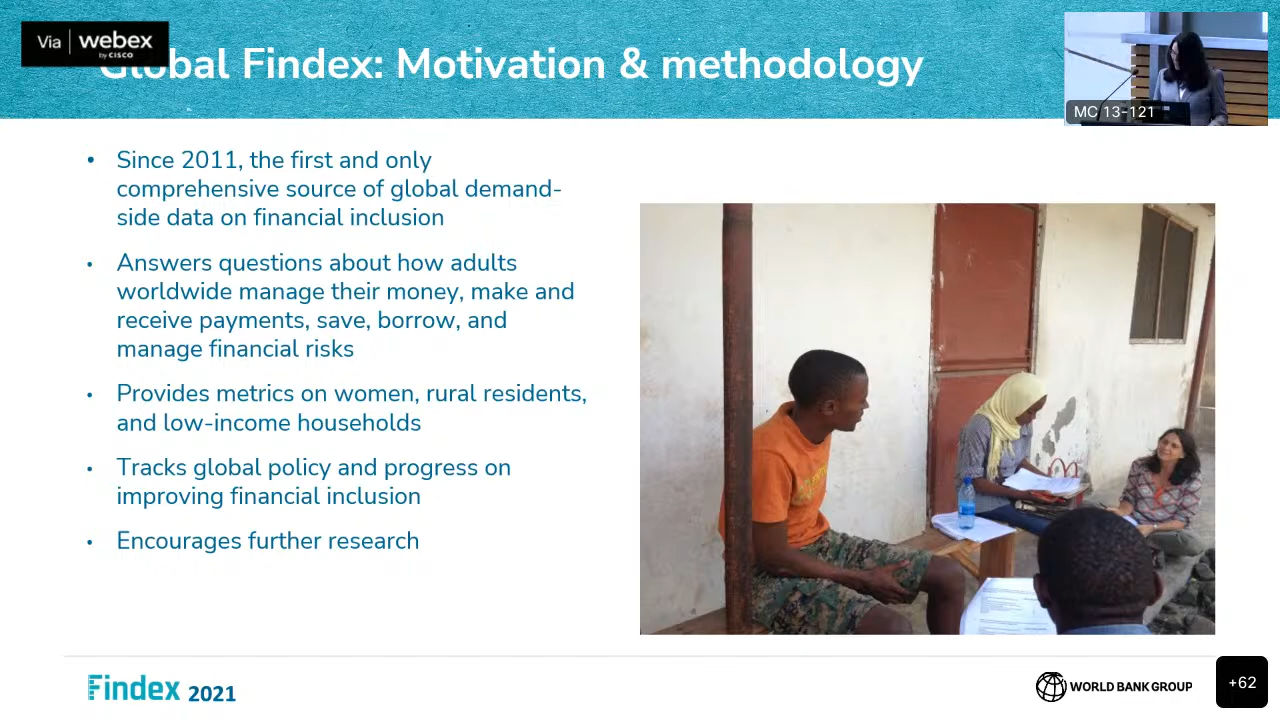 Via webex
by CISCO
Global Findex: Motivation & methodology
MC 13-121
• Since 2011, the first and only
comprehensive source of global demand-
side data on financial inclusion
• Answers questions about how adults
worldwide manage their money, make and
receive payments, save, borrow, and
manage financial risks
• Provides metrics on women, rural residents,
and low-income households
• Tracks global policy and progress on
improving financial inclusion
• Encourages further research
Findex 2021
WORLD BANK GROUP
+62